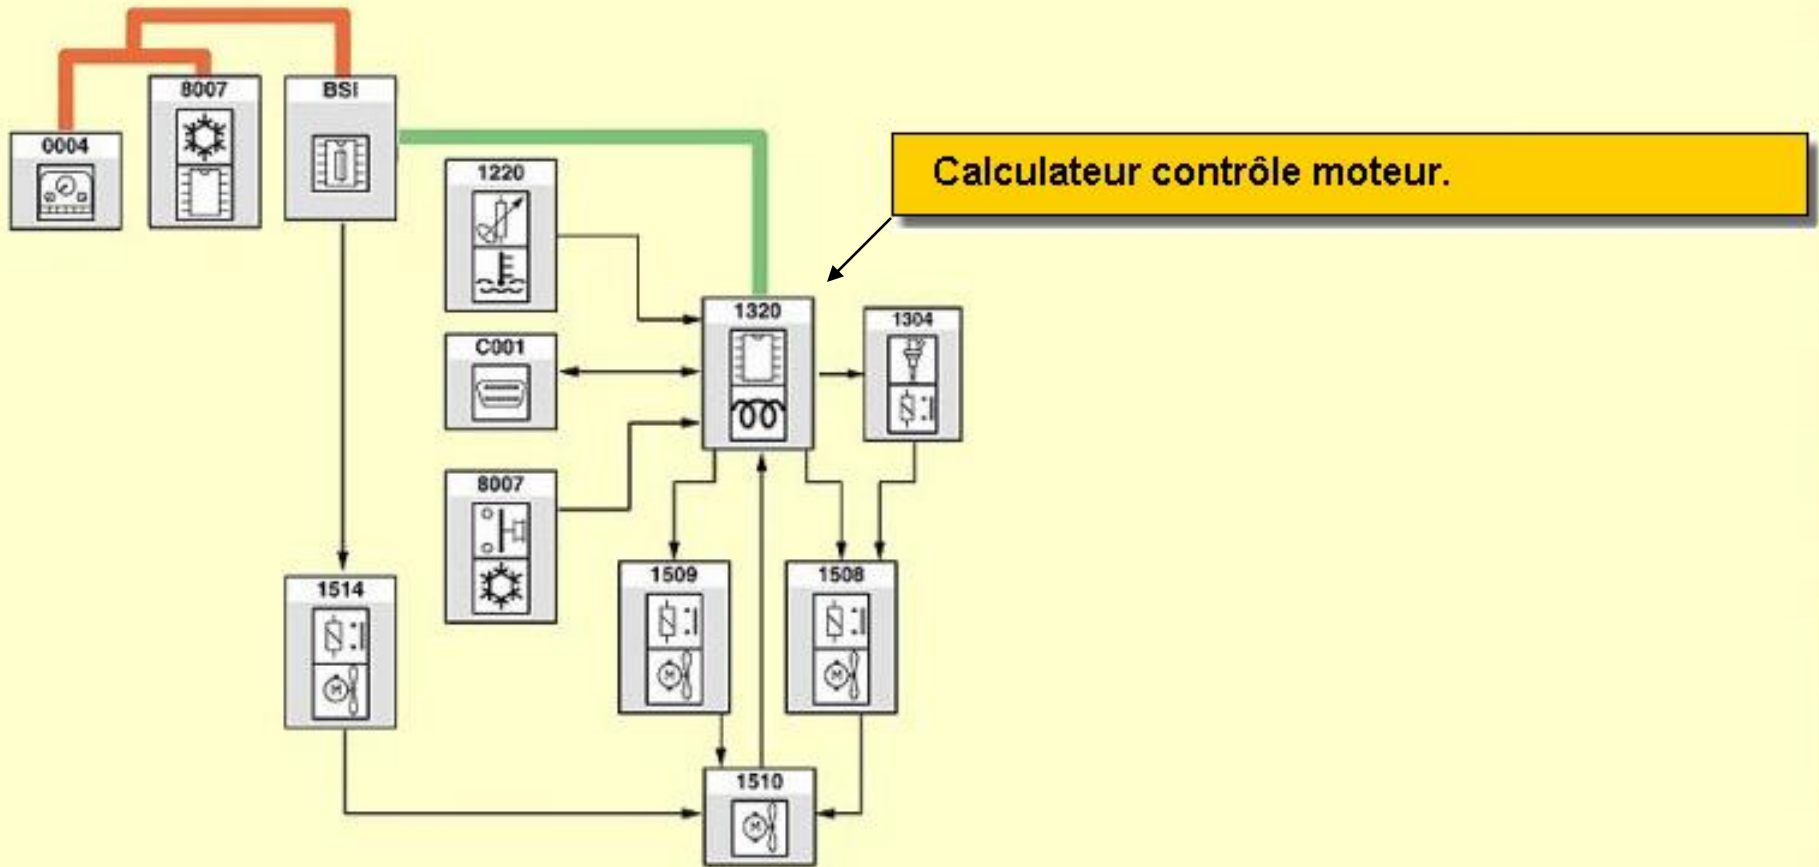 8007
BSI
0004
1220
Calculateur contrôle moteur.
1320
1304
C001
8007
1509
1508
1514
M
M
M
1510
M